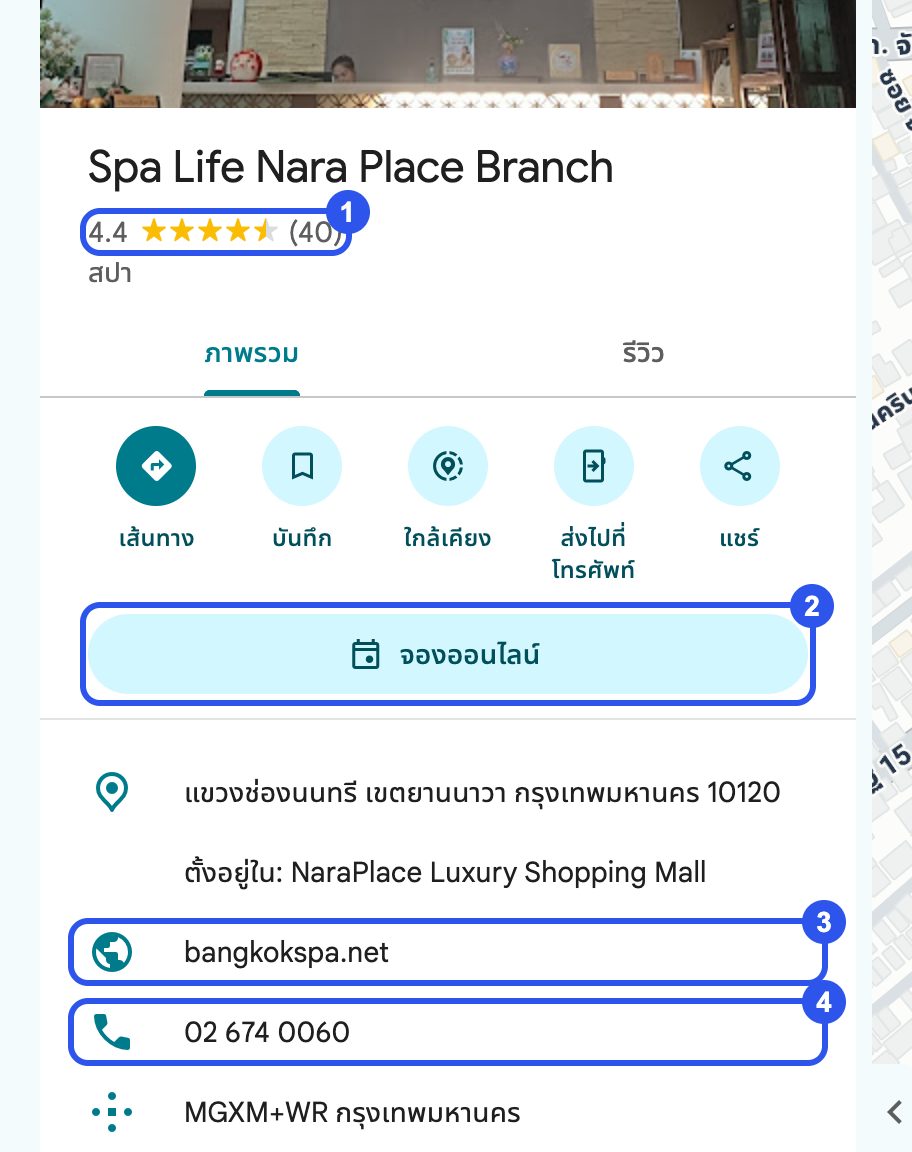 Spa Life Nara Place Branch
1
4.4 (40)
สปา
ภาพรวม รีวิว
เส้นทาง บันทึก ใกล้เคียง ส่งไปที่ แชร์
โทรศัพท์
2
จองออนไลน์
แขวงช่องนนทรี เขตยานนาวา กรุงเทพมหานคร 10120
ตั้งอยู่ใน: NaraPlace Luxury Shopping Mall
3
bangkokspa.net
4
02 674 0060
MGXM+WR กรุงเทพมหานคร
15